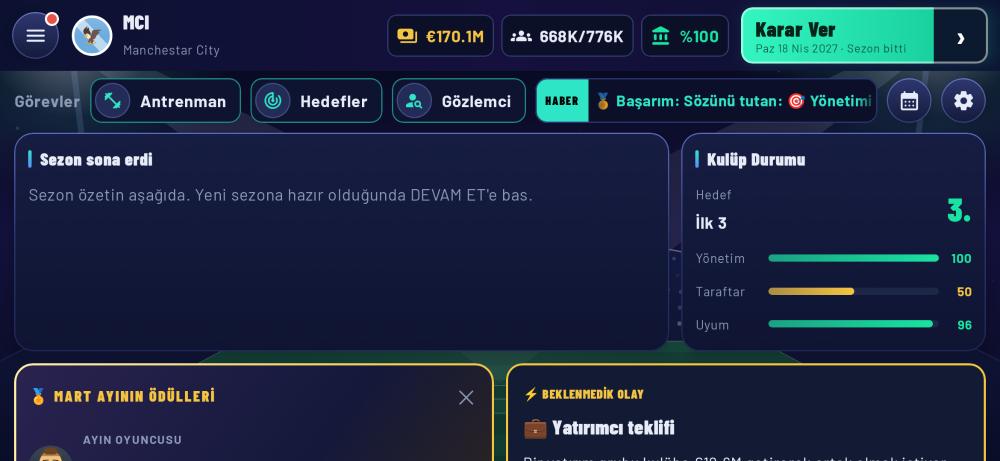 MCI
Manchestar City
€170.1M
668K/776K
%100
Karar Ver
Paz 18 Nis 2027 · Sezon bitti
Görevler
Antrenman
Hedefler
Gözlemci
HABER
Başarım: Sözünü tutan: 🎯 Yönetimi
Sezon sona erdi
Sezon özetin aşağıda. Yeni sezona hazır olduğunda DEVAM ET'e bas.
Kulüp Durumu
Hedef
İlk 3
3.
Yönetim 100
Taraftar 50
Uyum 96
MART AYININ ÖDÜLLERİ
AYIN OYUNCUSU
⚡ BEKLENMEDİK OLAY
Yatırımcı teklifi